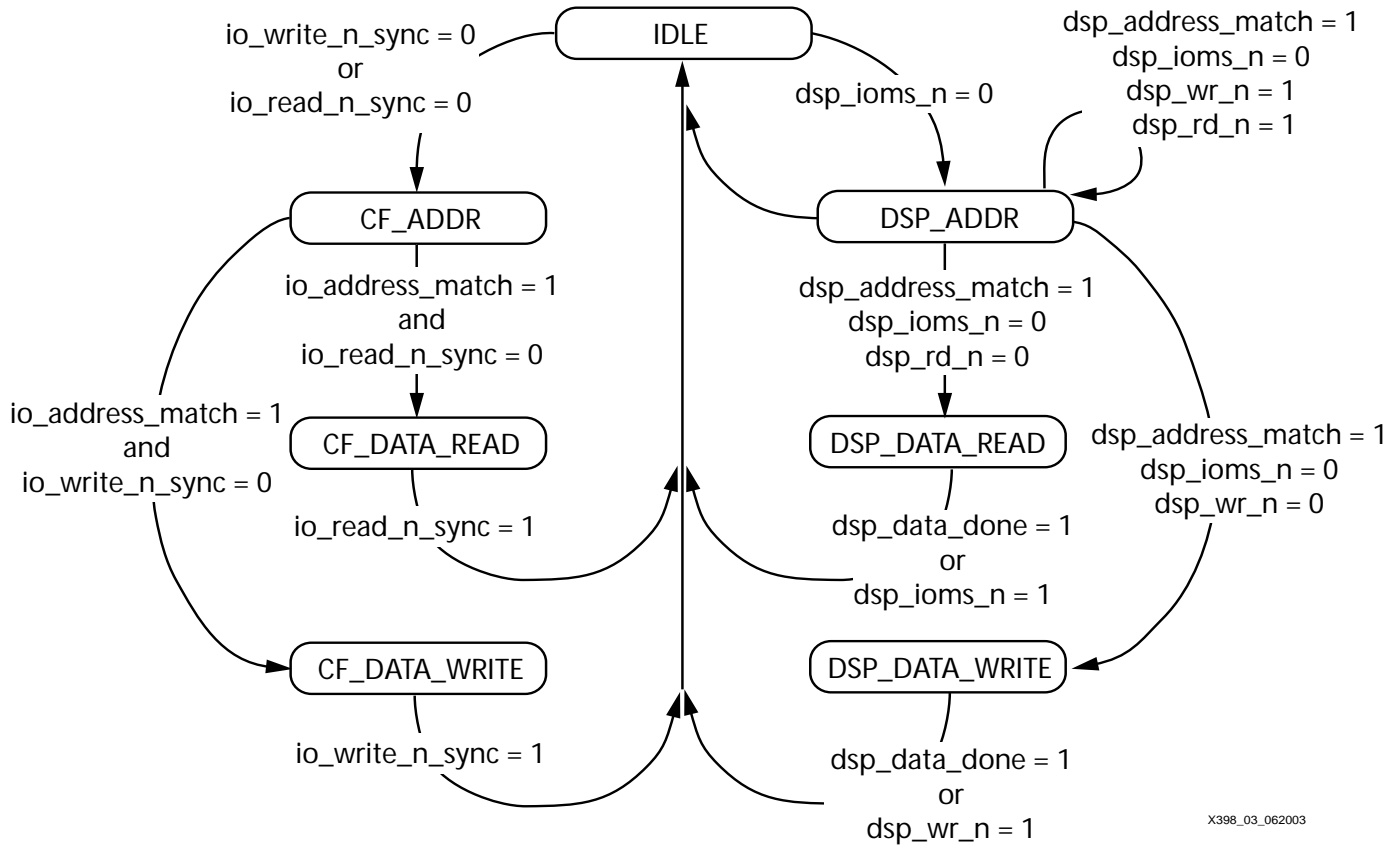 IDLE
io_write_n_sync = 0
or
io_read_n_sync = 0
dsp_ioms_n = 0
dsp_address_match = 1
dsp_ioms_n = 0
dsp_wr_n = 1
dsp_rd_n = 1
CF_ADDR
DSP_ADDR
io_address_match = 1
and
io_read_n_sync = 0
dsp_address_match = 1
dsp_ioms_n = 0
dsp_rd_n = 0
io_address_match = 1
and
io_write_n_sync = 0
CF_DATA_READ
DSP_DATA_READ
dsp_address_match = 1
dsp_ioms_n = 0
dsp_wr_n = 0
io_read_n_sync = 1
dsp_data_done = 1
or
dsp_ioms_n = 1
CF_DATA_WRITE
DSP_DATA_WRITE
io_write_n_sync = 1
dsp_data_done = 1
or
dsp_wr_n = 1
X398_03_062003